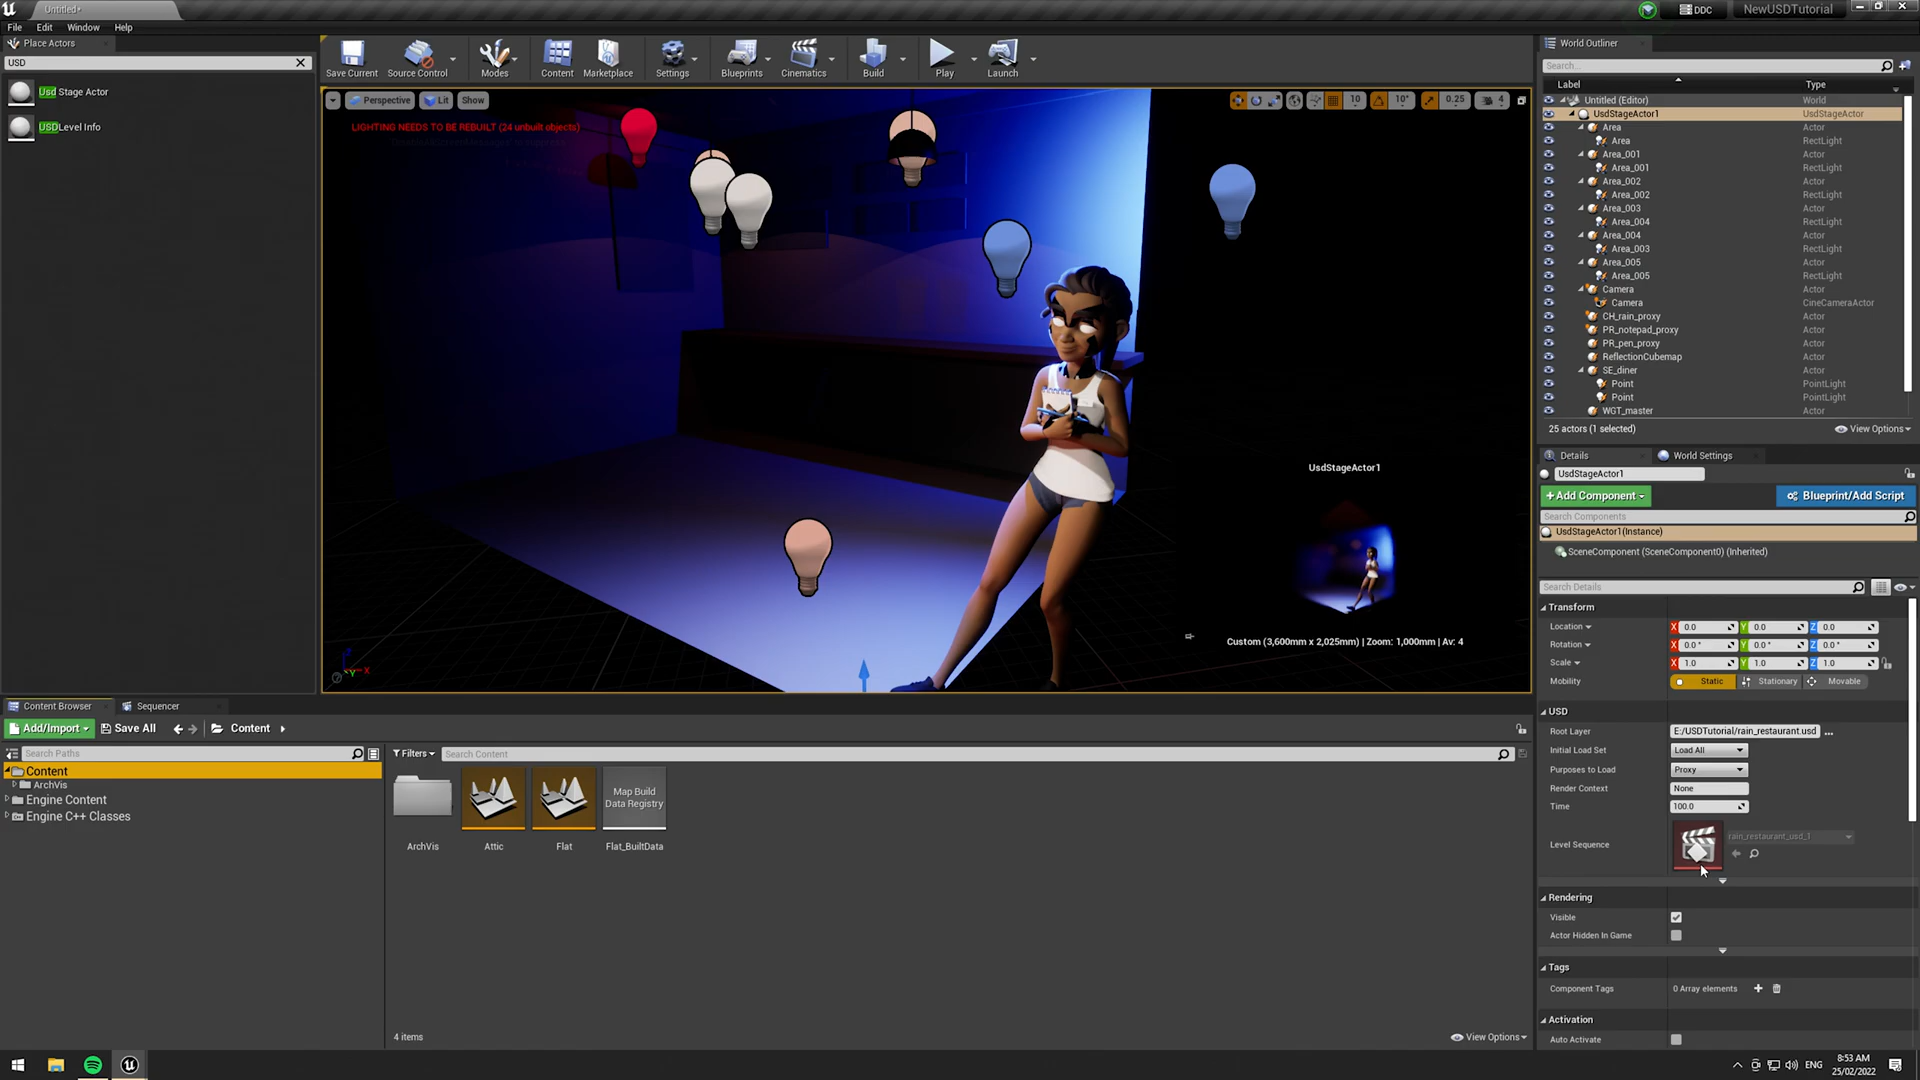 Untitled*
DDC
NewUSDTutorial
File Edit Window Help
Place Actors
USD
Usd Stage Actor
USDLevel Info
Save Current
Source Control
Modes
Content
Marketplace
Settings
Blueprints
Cinematics
Build
Play
Launch
Perspective
Lit
Show
10
10°
0.25
4
LIGHTING NEEDS TO BE REBUILT (24 unbuilt objects)
UsdStageActor1
Custom (3,600mm x 2,025mm) | Zoom: 1,000mm | Av: 4
X
Y
World Outliner
Search...
Label Type
Untitled (Editor) World
UsdStageActor1 UsdStageActor
Area Actor
Area RectLight
Area_001 Actor
Area_001 RectLight
Area_002 Actor
Area_002 RectLight
Area_003 Actor
Area_004 RectLight
Area_004 Actor
Area_003 RectLight
Area_005 Actor
Area_005 RectLight
Camera Actor
Camera CineCameraActor
CH_rain_proxy Actor
PR_notepad_proxy Actor
PR_pen_proxy Actor
ReflectionCubemap Actor
SE_diner Actor
Point PointLight
Point PointLight
WGT_master Actor
25 actors (1 selected)
View Options
Details
World Settings
UsdStageActor1
+Add Component
Blueprint/Add Script
Search Components
UsdStageActor1(Instance)
SceneComponent (SceneComponent0) (Inherited)
Search Details
Transform
Location X 0.0 Y 0.0 Z 0.0
Rotation X 0.0° Y 0.0° Z 0.0°
Scale X 1.0 Y 1.0 Z 1.0
Mobility Static Stationary Movable
USD
Root Layer E:/USDTutorial/rain_restaurant.usd ...
Initial Load Set Load All
Purposes to Load Proxy
Render Context None
Time 100.0
Level Sequence rain_restaurant_usd_1
Rendering
Visible
Actor Hidden In Game
Tags
Component Tags 0 Array elements
Activation
Auto Activate
Content Browser
Sequencer
Add/Import
Save All
Content
Search Paths
Filters
Search Content
Content
ArchVis
Engine Content
Engine C++ Classes
Map Build
Data Registry
ArchVis
Attic
Flat
Flat_BuiltData
4 items
View Options
ENG
8:53 AM
25/02/2022